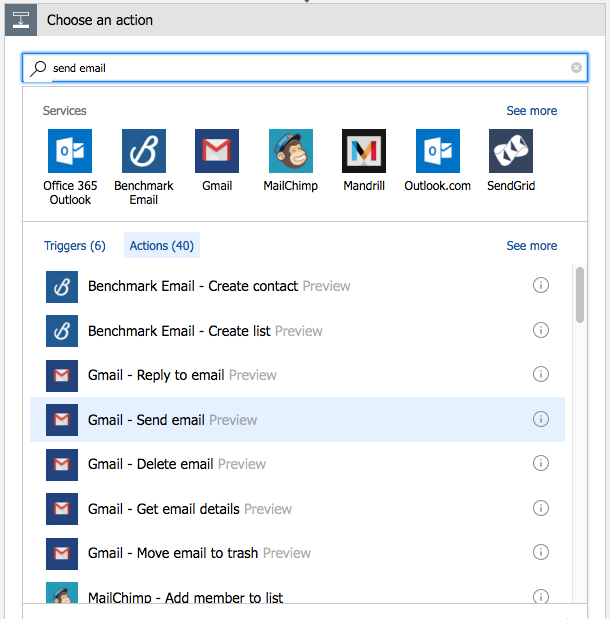 Choose an action
send email
Services See more
Office 365 Outlook
Benchmark Email
Gmail
MailChimp
Mandrill
Outlook.com
SendGrid
Triggers (6) Actions (40) See more
Benchmark Email - Create contact Preview
Benchmark Email - Create list Preview
Gmail - Reply to email Preview
Gmail - Send email Preview
Gmail - Delete email Preview
Gmail - Get email details Preview
Gmail - Move email to trash Preview
MailChimp - Add member to list